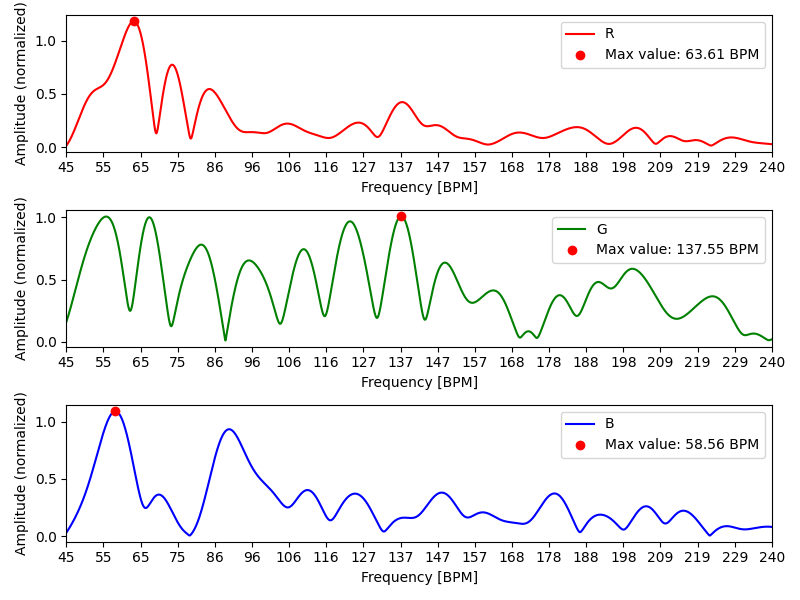 Amplitude (normalized)
1.0
0.5
0.0
R
Max value: 63.61 BPM
45 55 65 75 86 96 106 116 127 137 147 157 168 178 188 198 209 219 229 240
Frequency [BPM]
Amplitude (normalized)
1.0
0.5
0.0
G
Max value: 137.55 BPM
45 55 65 75 86 96 106 116 127 137 147 157 168 178 188 198 209 219 229 240
Frequency [BPM]
Amplitude (normalized)
1.0
0.5
0.0
B
Max value: 58.56 BPM
45 55 65 75 86 96 106 116 127 137 147 157 168 178 188 198 209 219 229 240
Frequency [BPM]